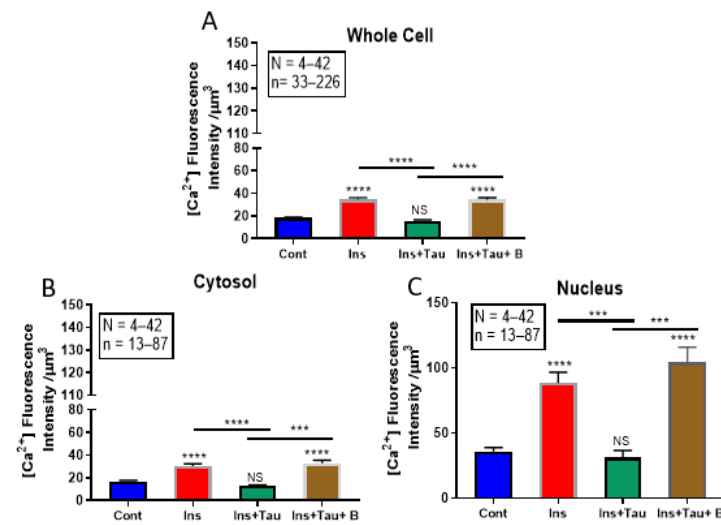 A
Whole Cell
[Ca²⁺] Fluorescence
Intensity /µm³
150
140
130
120
110
80
60
40
20
0
N = 4–42
n= 33–226
****
****
****
NS
****
Cont
Ins
Ins+Tau
Ins+Tau+ B
B
Cytosol
[Ca²⁺] Fluorescence
Intensity /µm³
150
140
130
120
110
80
60
40
20
0
N = 4–42
n = 13–87
****
***
****
NS
****
Cont
Ins
Ins+Tau
Ins+Tau+ B
C
Nucleus
[Ca²⁺] Fluorescence
Intensity /µm³
150
100
50
0
N = 4–42
n = 13–87
***
***
****
NS
****
Cont
Ins
Ins+Tau
Ins+Tau+ B